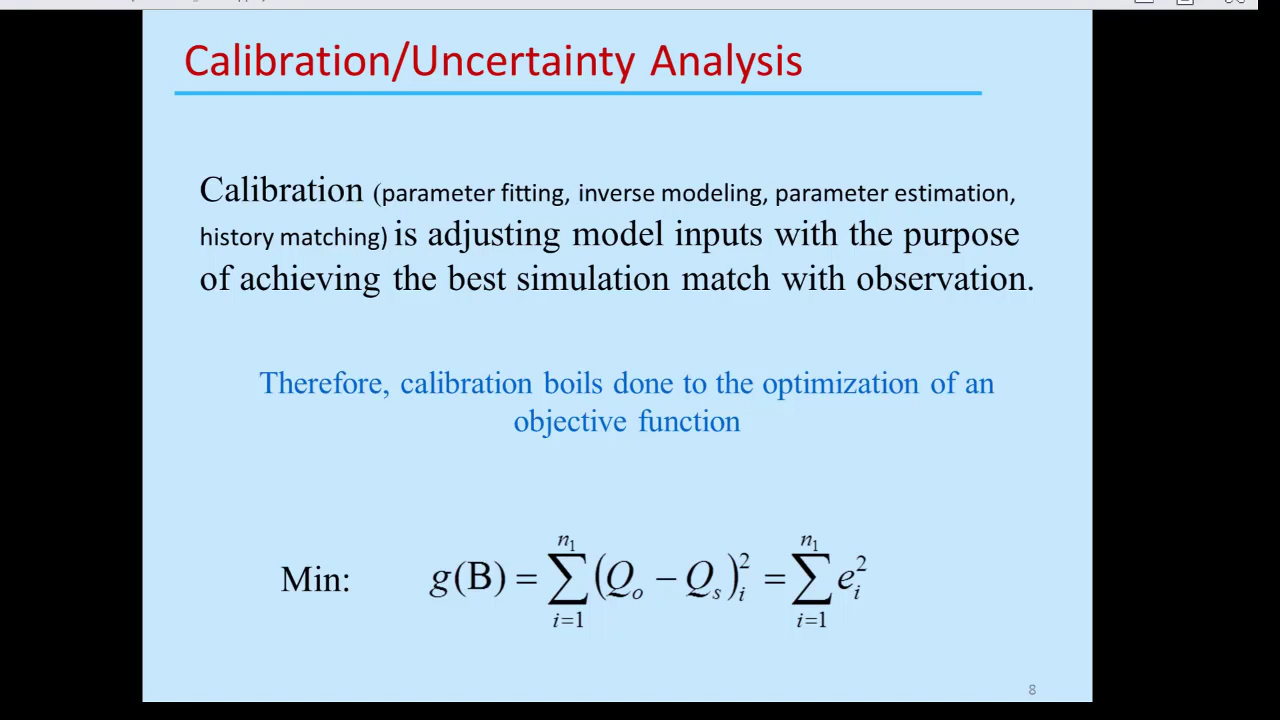 Calibration/Uncertainty Analysis
Calibration (parameter fitting, inverse modeling, parameter estimation,
history matching) is adjusting model inputs with the purpose
of achieving the best simulation match with observation.
Therefore, calibration boils done to the optimization of an
objective function
Min: g(B) = ∑_{i=1}^{n_1} (Q_o − Q_s)_i^2 = ∑_{i=1}^{n_1} e_i^2
8